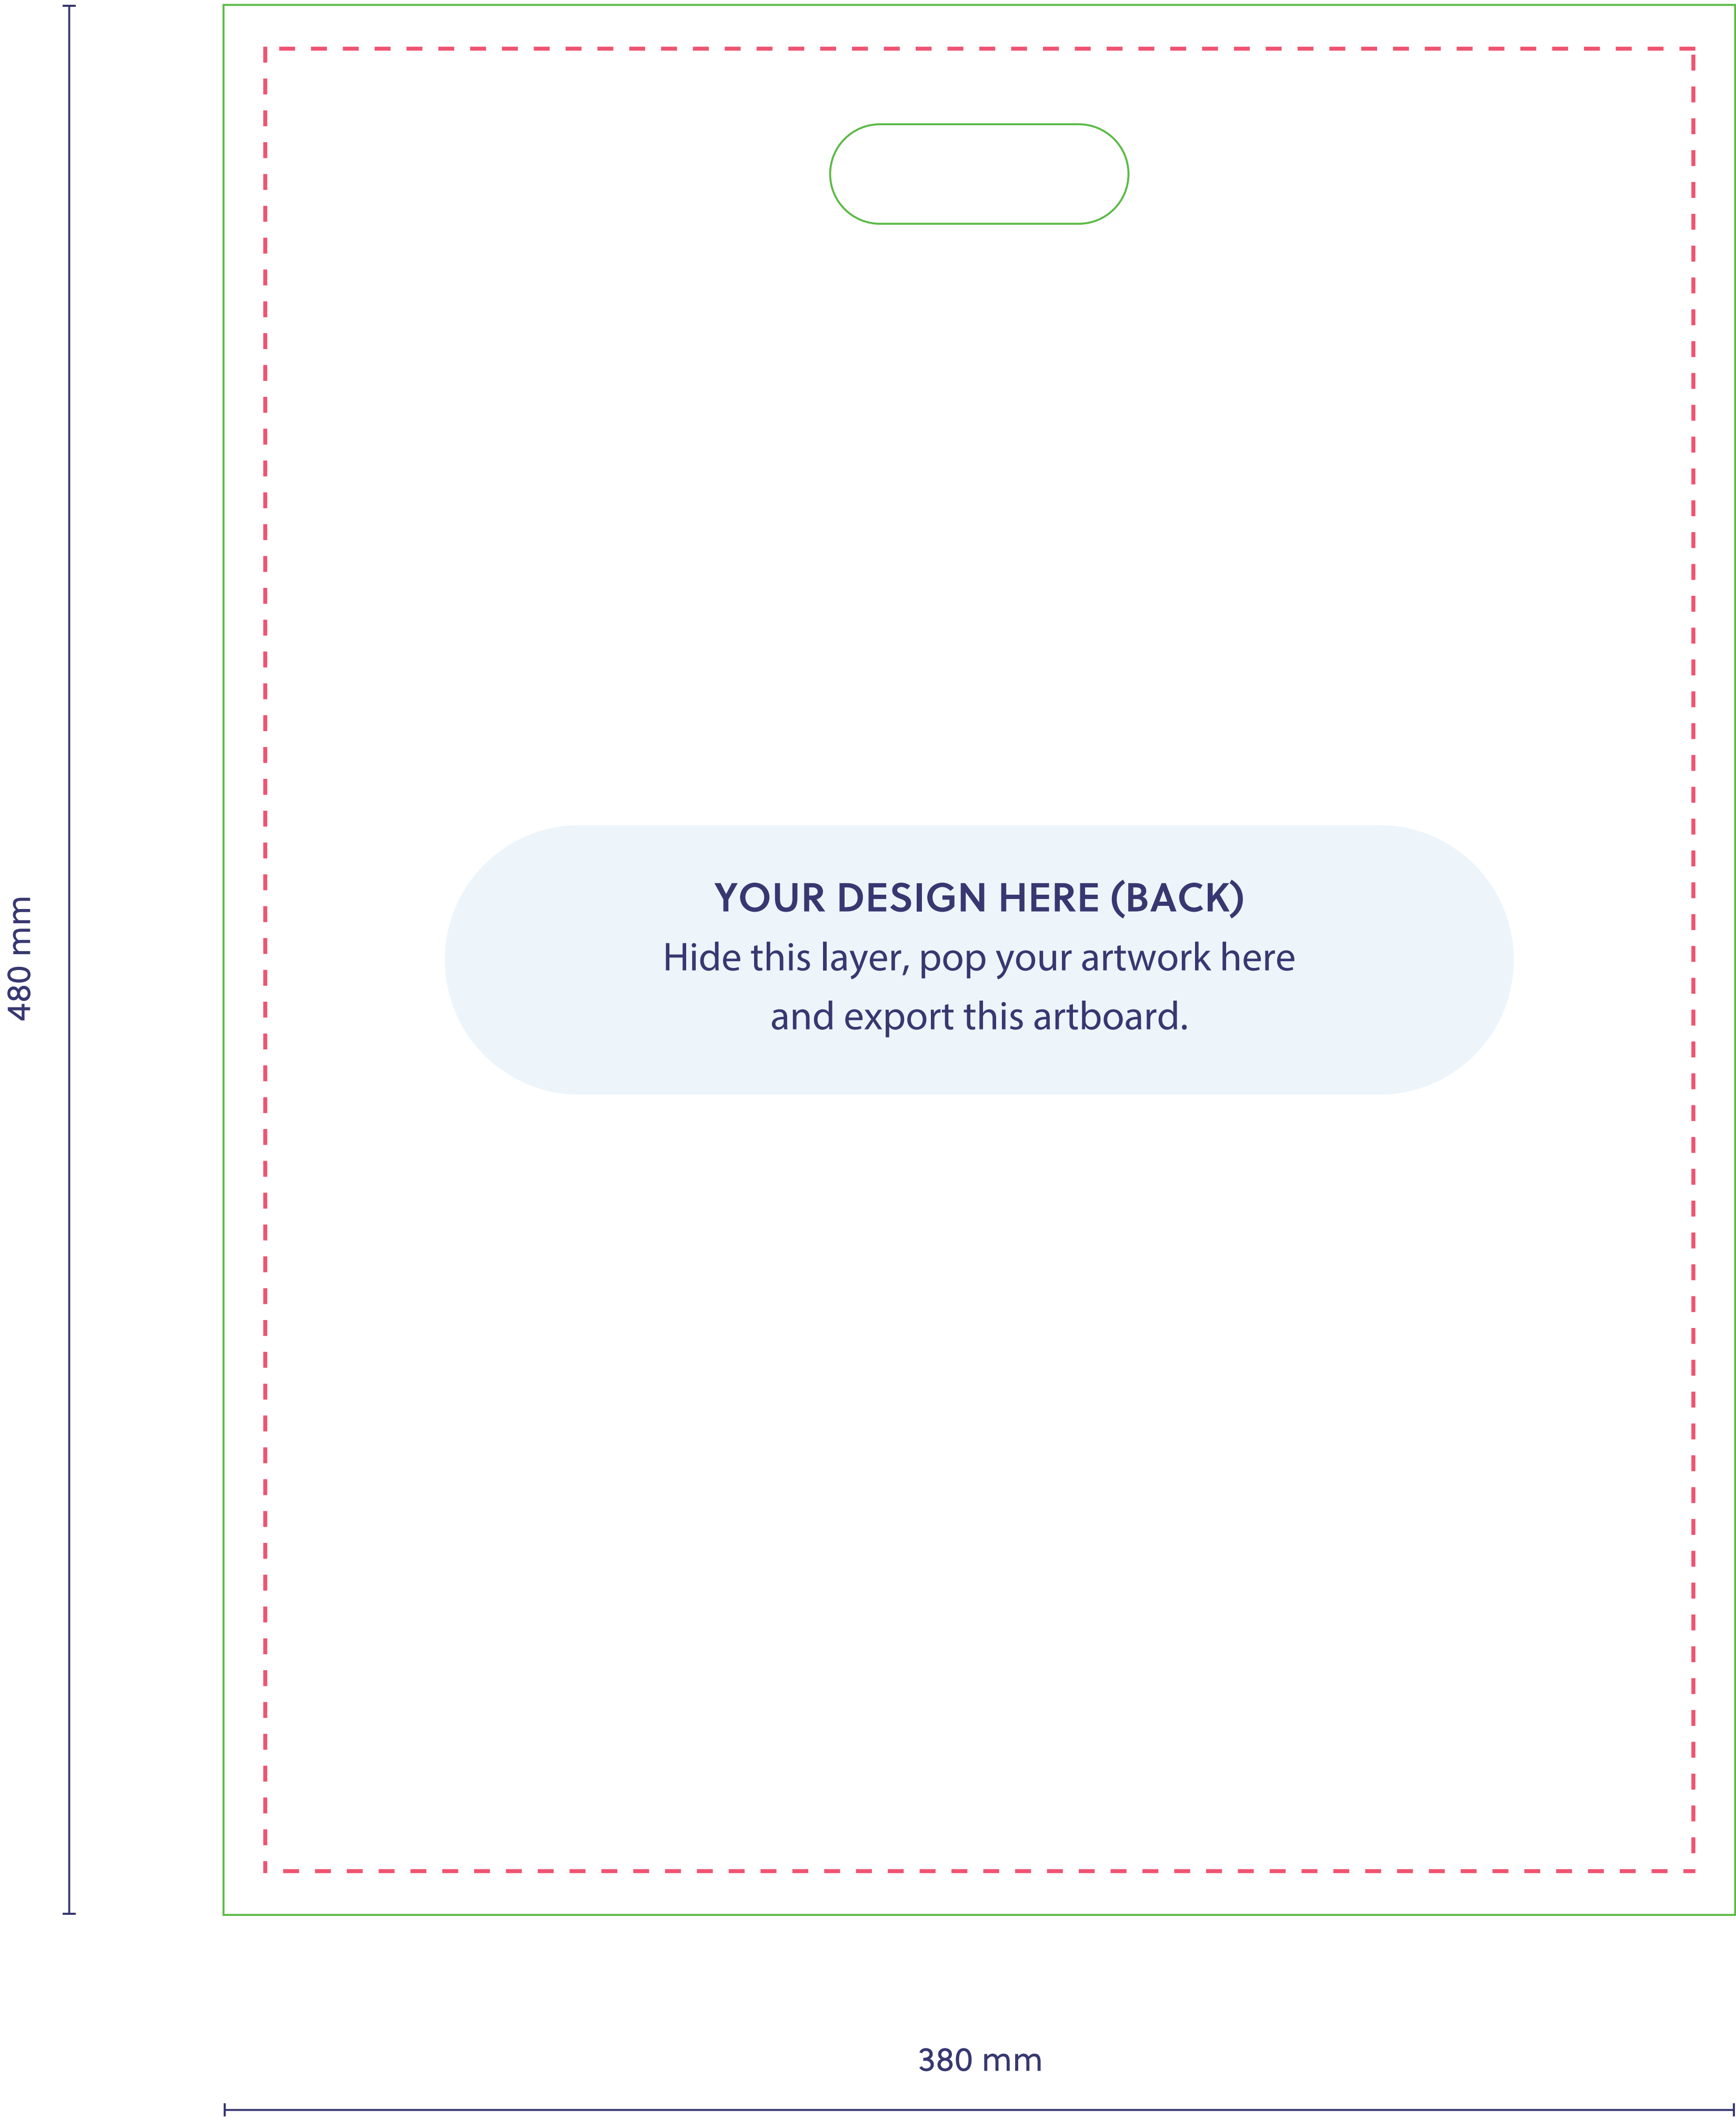 480 mm
YOUR DESIGN HERE (BACK)
Hide this layer, pop your artwork here
and export this artboard.
380 mm